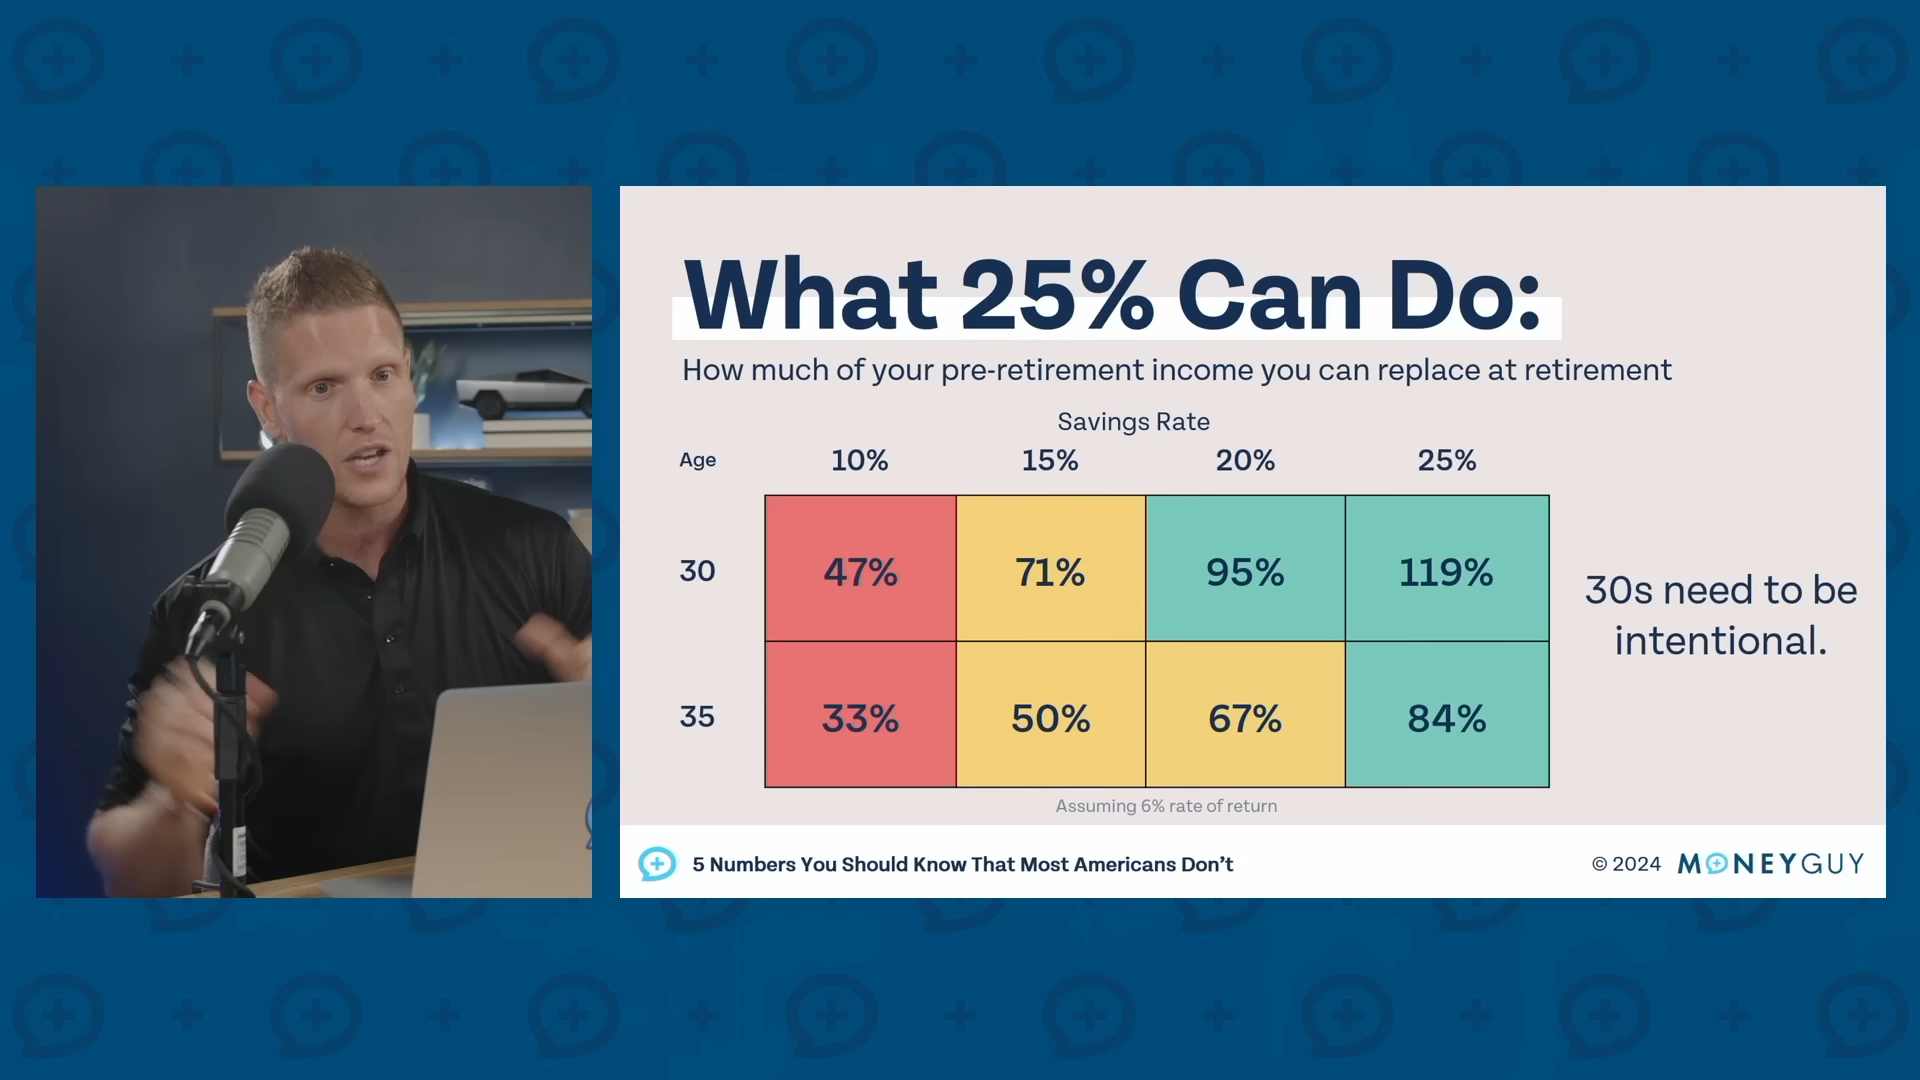 What 25% Can Do:
How much of your pre-retirement income you can replace at retirement
Savings Rate
Age 10% 15% 20% 25%
30 47% 71% 95% 119%
35 33% 50% 67% 84%
30s need to be
intentional.
Assuming 6% rate of return
5 Numbers You Should Know That Most Americans Don’t
© 2024 MONEYGUY